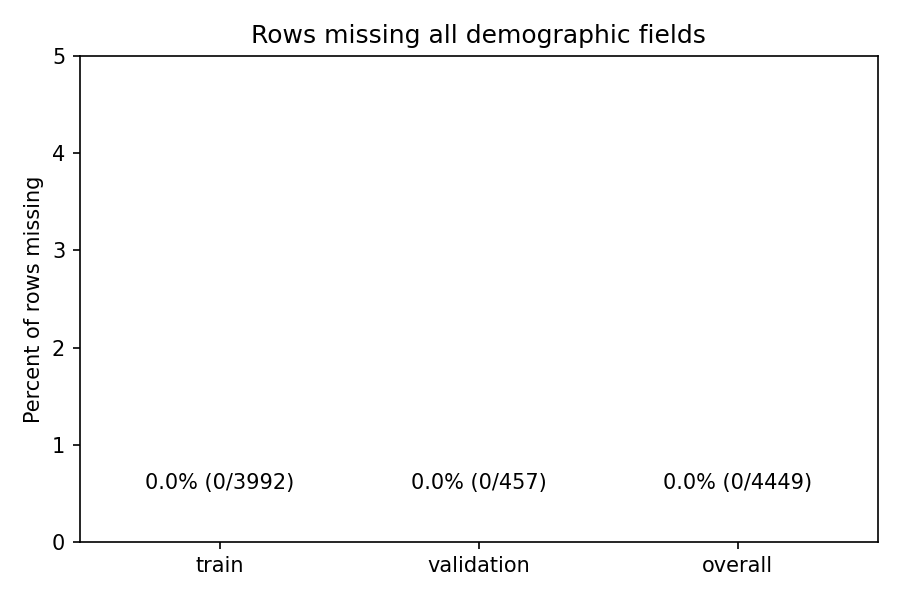 Rows missing all demographic fields
Percent of rows missing
5
4
3
2
1
0
0.0% (0/3992)
0.0% (0/457)
0.0% (0/4449)
train
validation
overall